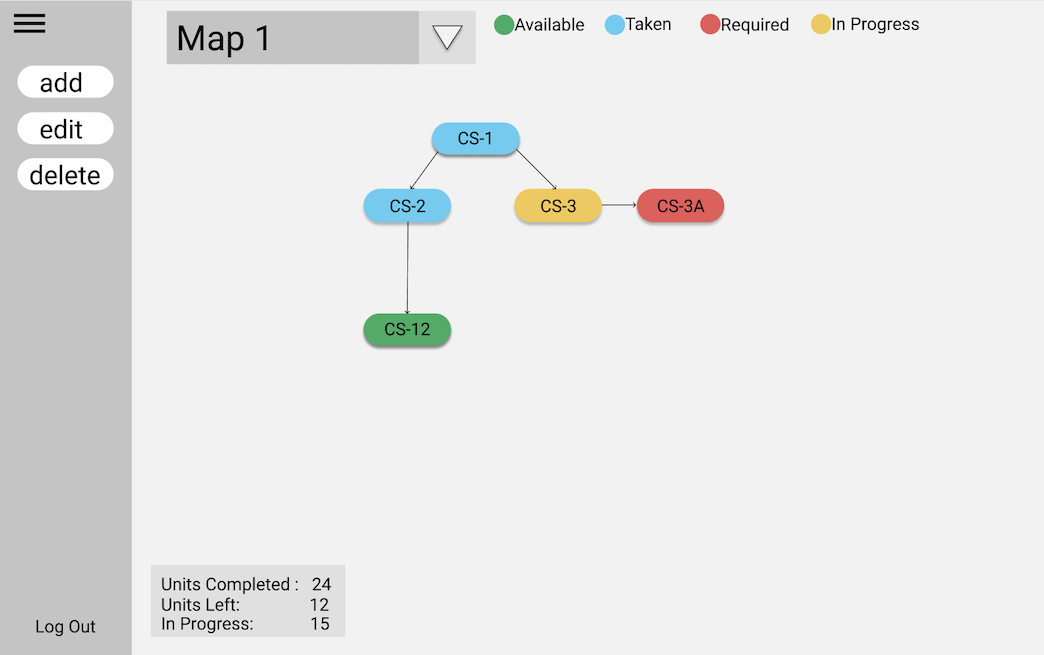 Map 1
Available Taken Required In Progress
add
edit
delete
CS-1
CS-2 CS-3 CS-3A
CS-12
Units Completed : 24
Units Left: 12
In Progress: 15
Log Out